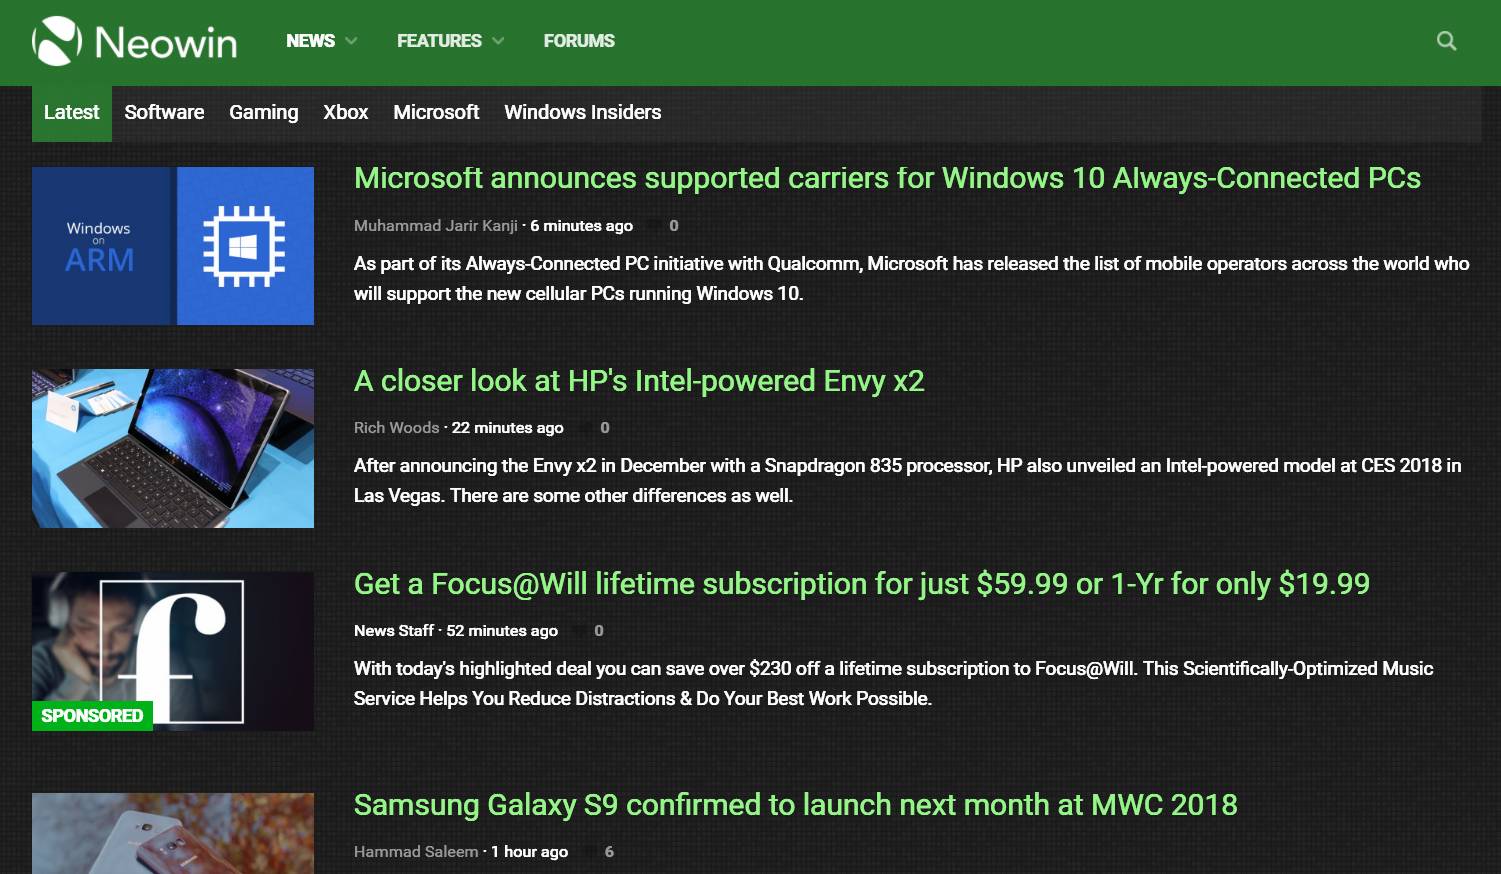 Neowin
NEWS
FEATURES
FORUMS
Latest
Software
Gaming
Xbox
Microsoft
Windows Insiders
Windows
on
ARM
Microsoft announces supported carriers for Windows 10 Always-Connected PCs
Muhammad Jarir Kanji · 6 minutes ago 0
As part of its Always-Connected PC initiative with Qualcomm, Microsoft has released the list of mobile operators across the world who
will support the new cellular PCs running Windows 10.
A closer look at HP's Intel-powered Envy x2
Rich Woods · 22 minutes ago 0
After announcing the Envy x2 in December with a Snapdragon 835 processor, HP also unveiled an Intel-powered model at CES 2018 in
Las Vegas. There are some other differences as well.
f
SPONSORED
Get a Focus@Will lifetime subscription for just $59.99 or 1-Yr for only $19.99
News Staff · 52 minutes ago 0
With today's highlighted deal you can save over $230 off a lifetime subscription to Focus@Will. This Scientifically-Optimized Music
Service Helps You Reduce Distractions & Do Your Best Work Possible.
Samsung Galaxy S9 confirmed to launch next month at MWC 2018
Hammad Saleem · 1 hour ago 6